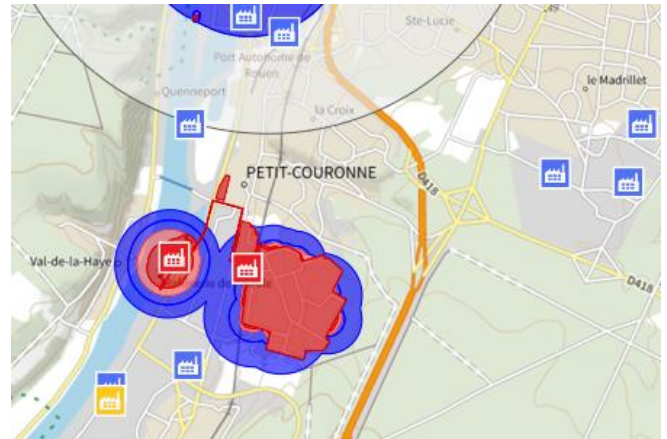 Ste-Lucie
Port Autonome de
Rouen
le Madrillet
Quenneport
la Croix
PETIT-COURONNE
D418
Val-de-la-Haye
D418